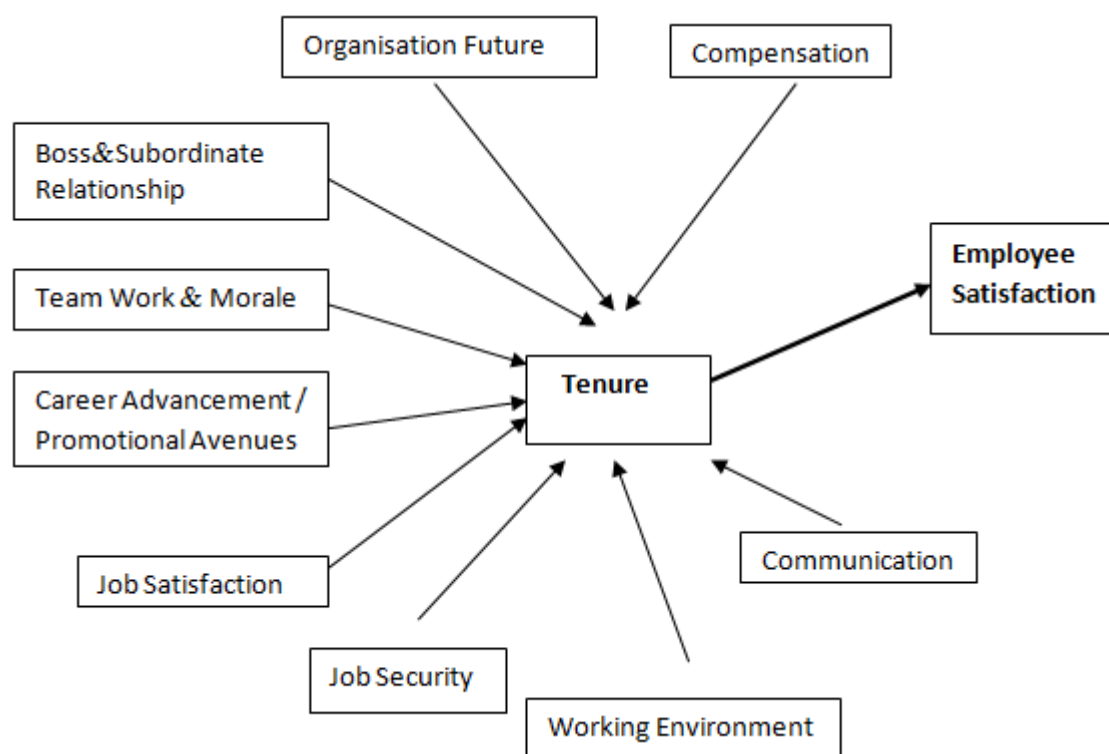 Organisation Future
Compensation
Boss&Subordinate
Relationship
Employee
Satisfaction
Team Work & Morale
Tenure
Career Advancement /
Promotional Avenues
Communication
Job Satisfaction
Job Security
Working Environment